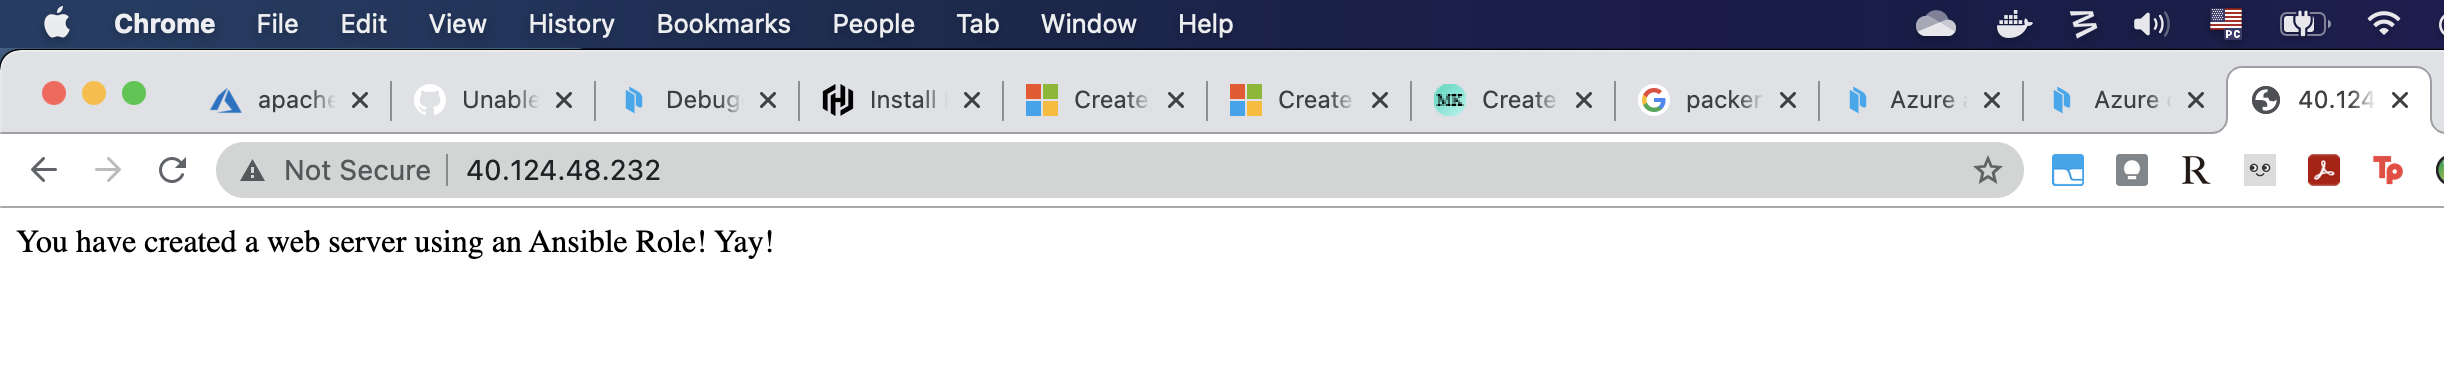 Chrome File Edit View History Bookmarks People Tab Window Help
PC
apache Unable Debug Install Create Create MK Create packer Azure Azure 40.124
Not Secure 40.124.48.232 R Tp
You have created a web server using an Ansible Role! Yay!